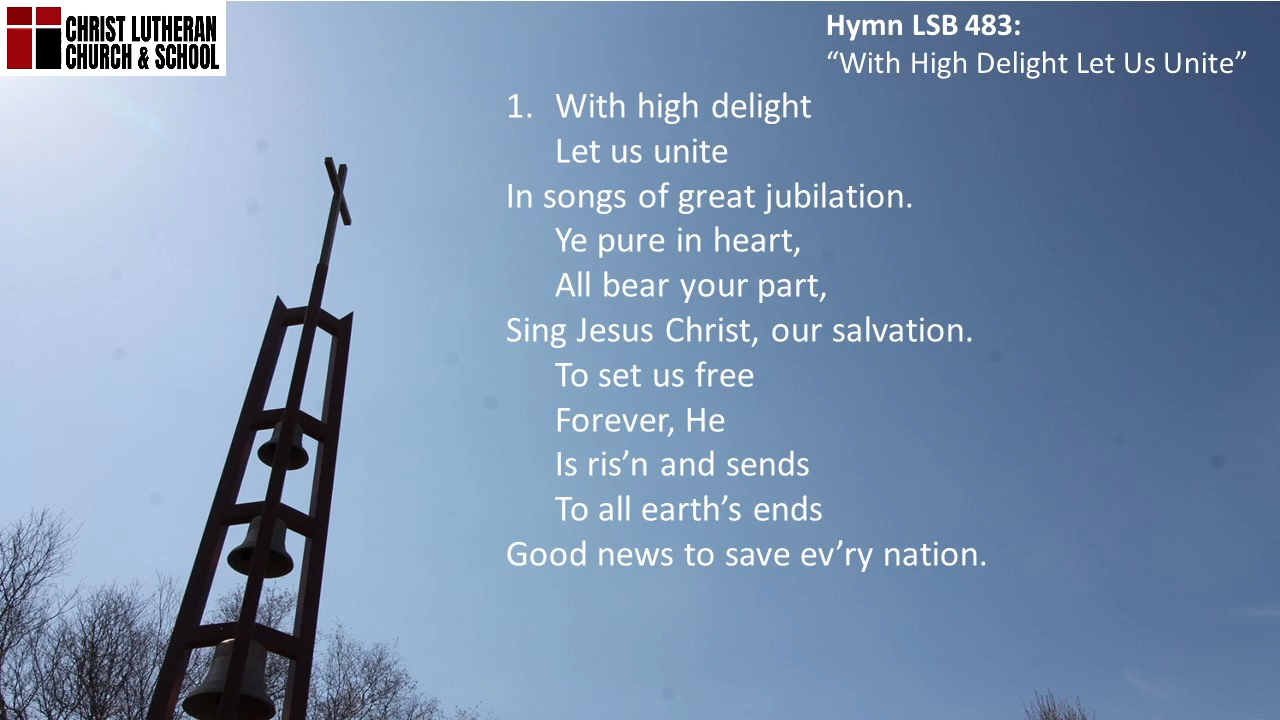 CHRIST LUTHERAN
CHURCH & SCHOOL
Hymn LSB 483:
“With High Delight Let Us Unite”
1. With high delight
Let us unite
In songs of great jubilation.
Ye pure in heart,
All bear your part,
Sing Jesus Christ, our salvation.
To set us free
Forever, He
Is ris’n and sends
To all earth’s ends
Good news to save ev’ry nation.